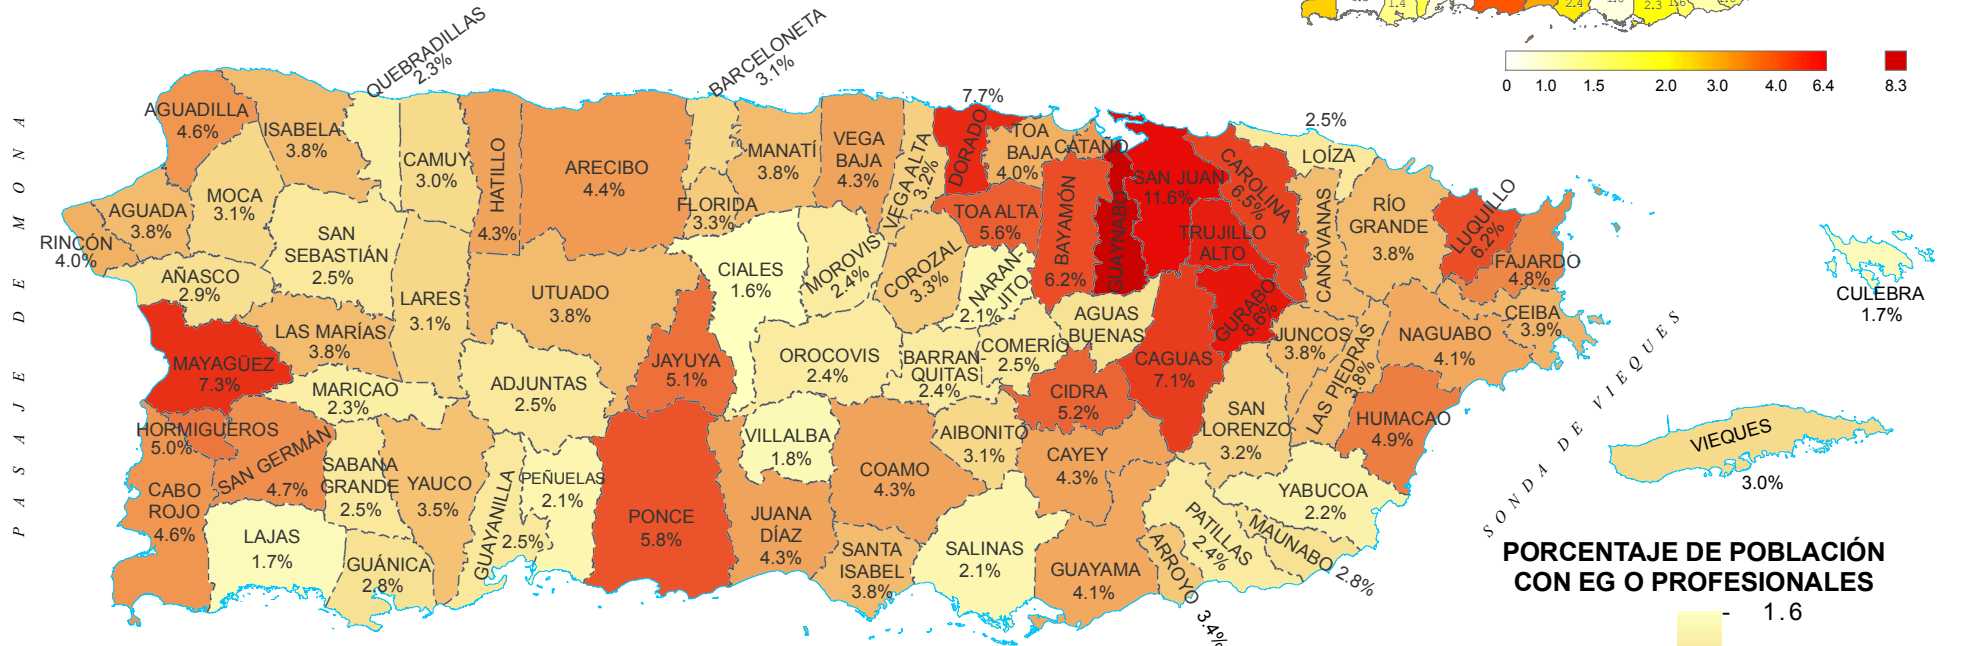 1.4
2.4
2.3
1.6
0 1.0 1.5 2.0 3.0 4.0 6.4 8.3
QUEBRADILLAS
2.3%
BARCELONETA
3.1%
AGUADILLA
4.6%
ISABELA
3.8%
CAMUY
3.0%
HATILLO
4.3%
ARECIBO
4.4%
MANATÍ
3.8%
VEGA
BAJA
4.3%
VEGA ALTA
3.2%
7.7%
DORADO
TOA
BAJA
4.0%
CATAÑO
2.5%
LOÍZA
MOCA
3.1%
AGUADA
3.8%
RINCÓN
4.0%
AÑASCO
2.9%
SAN
SEBASTIÁN
2.5%
LARES
3.1%
UTUADO
3.8%
FLORIDA
3.3%
CIALES
1.6%
MOROVIS
2.4%
COROZAL
3.3%
TOA ALTA
5.6%
NARAN-
JITO
2.1%
BAYAMÓN
6.2%
GUAYNABO
SAN JUAN
11.6%
CAROLINA
6.5%
TRUJILLO
ALTO
CANÓVANAS
RÍO
GRANDE
3.8%
LUQUILLO
6.2%
FAJARDO
4.8%
CEIBA
3.9%
CULEBRA
1.7%
MAYAGÜEZ
7.3%
LAS MARÍAS
3.8%
MARICAO
2.3%
ADJUNTAS
2.5%
JAYUYA
5.1%
OROCOVIS
2.4%
BARRAN-
QUITAS
2.4%
COMERÍO
2.5%
AGUAS
BUENAS
CIDRA
5.2%
CAGUAS
7.1%
GURABO
8.6%
JUNCOS
3.8%
LAS PIEDRAS
3.8%
NAGUABO
4.1%
HUMACAO
4.9%
HORMIGUEROS
5.0%
SAN GERMÁN
4.7%
CABO
ROJO
4.6%
LAJAS
1.7%
SABANA
GRANDE
2.5%
GUÁNICA
2.8%
YAUCO
3.5%
GUAYANILLA
2.5%
PEÑUELAS
2.1%
PONCE
5.8%
VILLALBA
1.8%
JUANA
DÍAZ
4.3%
COAMO
4.3%
SANTA
ISABEL
3.8%
AIBONITO
3.1%
SALINAS
2.1%
CAYEY
4.3%
GUAYAMA
4.1%
SAN
LORENZO
3.2%
PATILLAS
2.4%
ARROYO 3.4%
MAUNABO 2.8%
YABUCOA
2.2%
VIEQUES
3.0%
PASAJE DE MONA
SONDA DE VIEQUES
PORCENTAJE DE POBLACIÓN
CON EG O PROFESIONALES
1.6